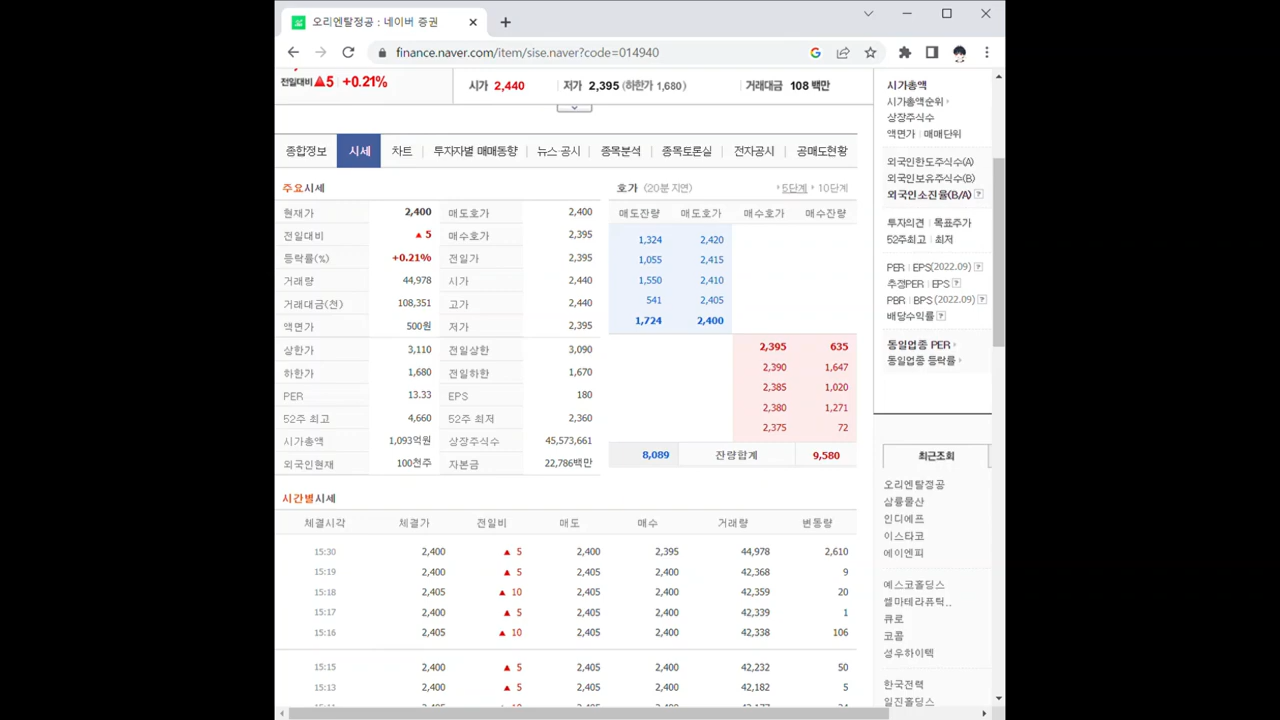 오리엔탈정공 : 네이버 증권
finance.naver.com/item/sise.naver?code=014940
전일대비 ▲5 +0.21%
시가 2,440 저가 2,395 (하한가 1,680) 거래대금 108 백만
종합정보 시세 차트 투자자별 매매동향 뉴스·공시 종목분석 종목토론실 전자공시 공매도현황
주요시세
현재가 2,400 매도호가 2,400
전일대비 ▲ 5 매수호가 2,395
등락률(%) +0.21% 전일가 2,395
거래량 44,978 시가 2,440
거래대금(천) 108,351 고가 2,440
액면가 500원 저가 2,395
상한가 3,110 전일상한 3,090
하한가 1,680 전일하한 1,670
PER 13.33 EPS 180
52주 최고 4,660 52주 최저 2,360
시가총액 1,093억원 상장주식수 45,573,661
외국인현재 100천주 자본금 22,786백만
호가 (20분 지연) 5단계 10단계
매도잔량 매도호가 매수호가 매수잔량
1,324 2,420
1,055 2,415
1,550 2,410
541 2,405
1,724 2,400
2,395 635
2,390 1,647
2,385 1,020
2,380 1,271
2,375 72
8,089 잔량합계 9,580
시간별시세
체결시각 체결가 전일비 매도 매수 거래량 변동량
15:30 2,400 ▲ 5 2,400 2,395 44,978 2,610
15:19 2,400 ▲ 5 2,405 2,400 42,368 9
15:18 2,405 ▲ 10 2,405 2,400 42,359 20
15:17 2,400 ▲ 5 2,405 2,400 42,339 1
15:16 2,405 ▲ 10 2,405 2,400 42,338 106
15:15 2,400 ▲ 5 2,405 2,400 42,232 50
15:13 2,400 ▲ 5 2,405 2,400 42,182 5
시가총액
시가총액순위
상장주식수
액면가 매매단위
외국인한도주식수(A)
외국인보유주식수(B)
외국인소진율(B/A) ?
투자의견 목표주가
52주최고 최저
PER EPS(2022.09) ?
추정PER EPS ?
PBR BPS (2022.09) ?
배당수익률 ?
동일업종 PER
동일업종 등락률
최근조회
오리엔탈정공
삼륭물산
인디에프
이스타코
에이엔피
예스코홀딩스
셀마테라퓨틱..
큐로
코콤
성우하이텍
한국전력
일진홀딩스